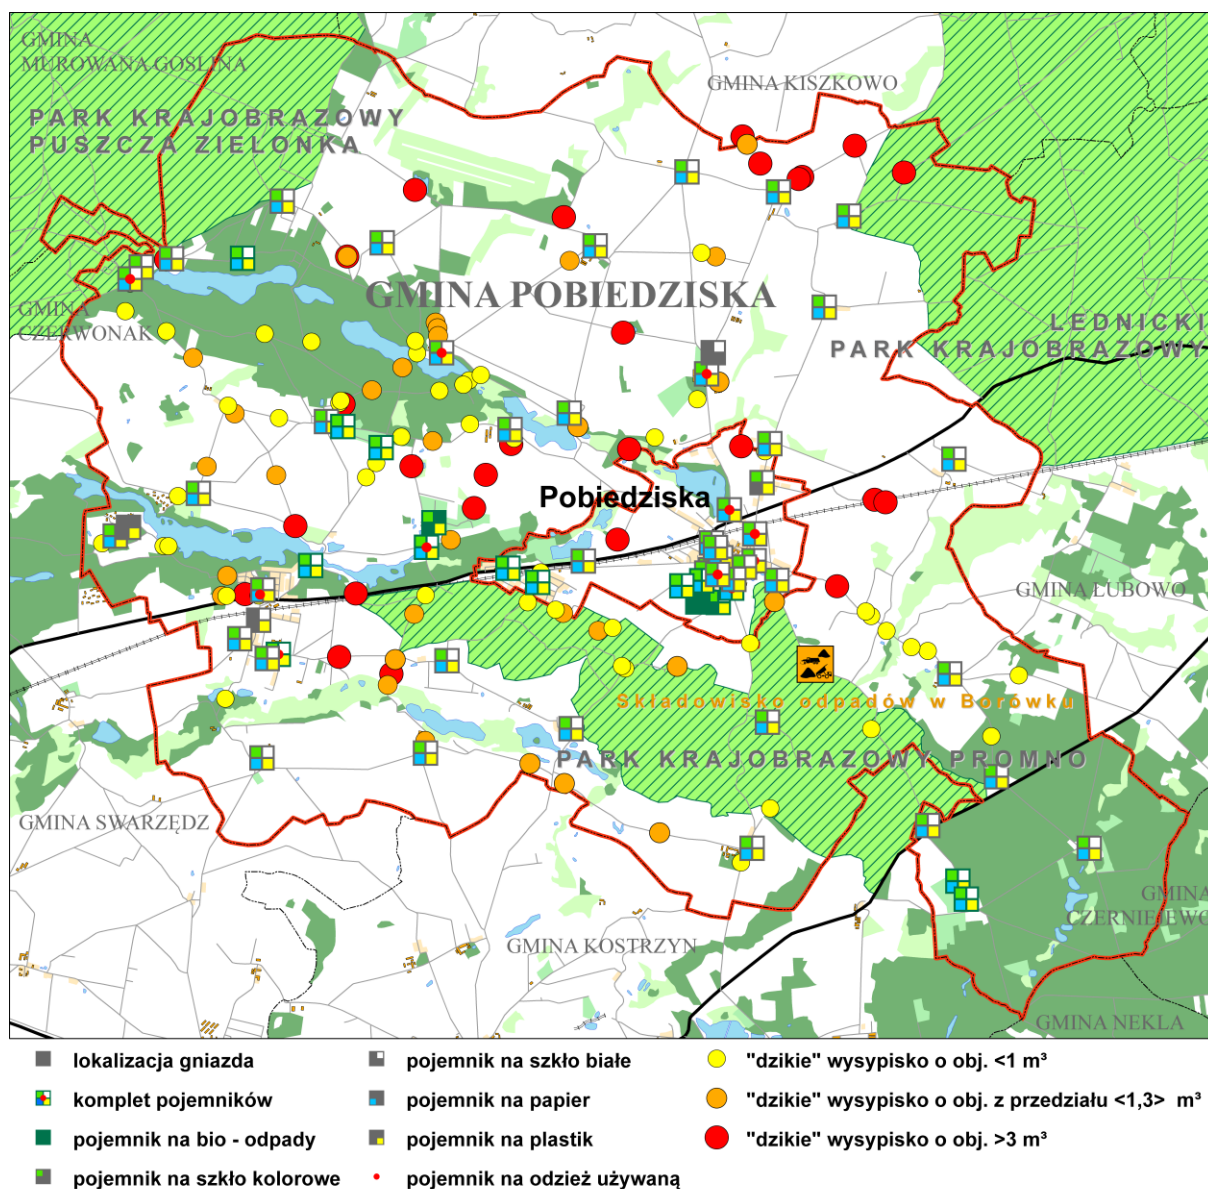 GMINA
MUROWANA GOŚLINA
GMINA KISZKOWO
PARK KRAJOBRAZOWY
PUSZCZA ZIELONKA
GMINA POBIEDZISKA
GMINA
CZERWONAK
LEDNICKI
PARK KRAJOBRAZOWY
Pobiedziska
GMINA LUBOWO
Składowisko odpadów w Borówku
PARK KRAJOBRAZOWY PROMNO
GMINA SWARZĘDZ
GMINA
CZERNIEJEWO
GMINA KOSTRZYN
GMINA NEKLA
lokalizacja gniazda
komplet pojemników
pojemnik na bio - odpady
pojemnik na szkło kolorowe
pojemnik na szkło białe
pojemnik na papier
pojemnik na plastik
pojemnik na odzież używaną
"dzikie" wysypisko o obj. <1 m³
"dzikie" wysypisko o obj. z przedziału <1,3> m³
"dzikie" wysypisko o obj. >3 m³